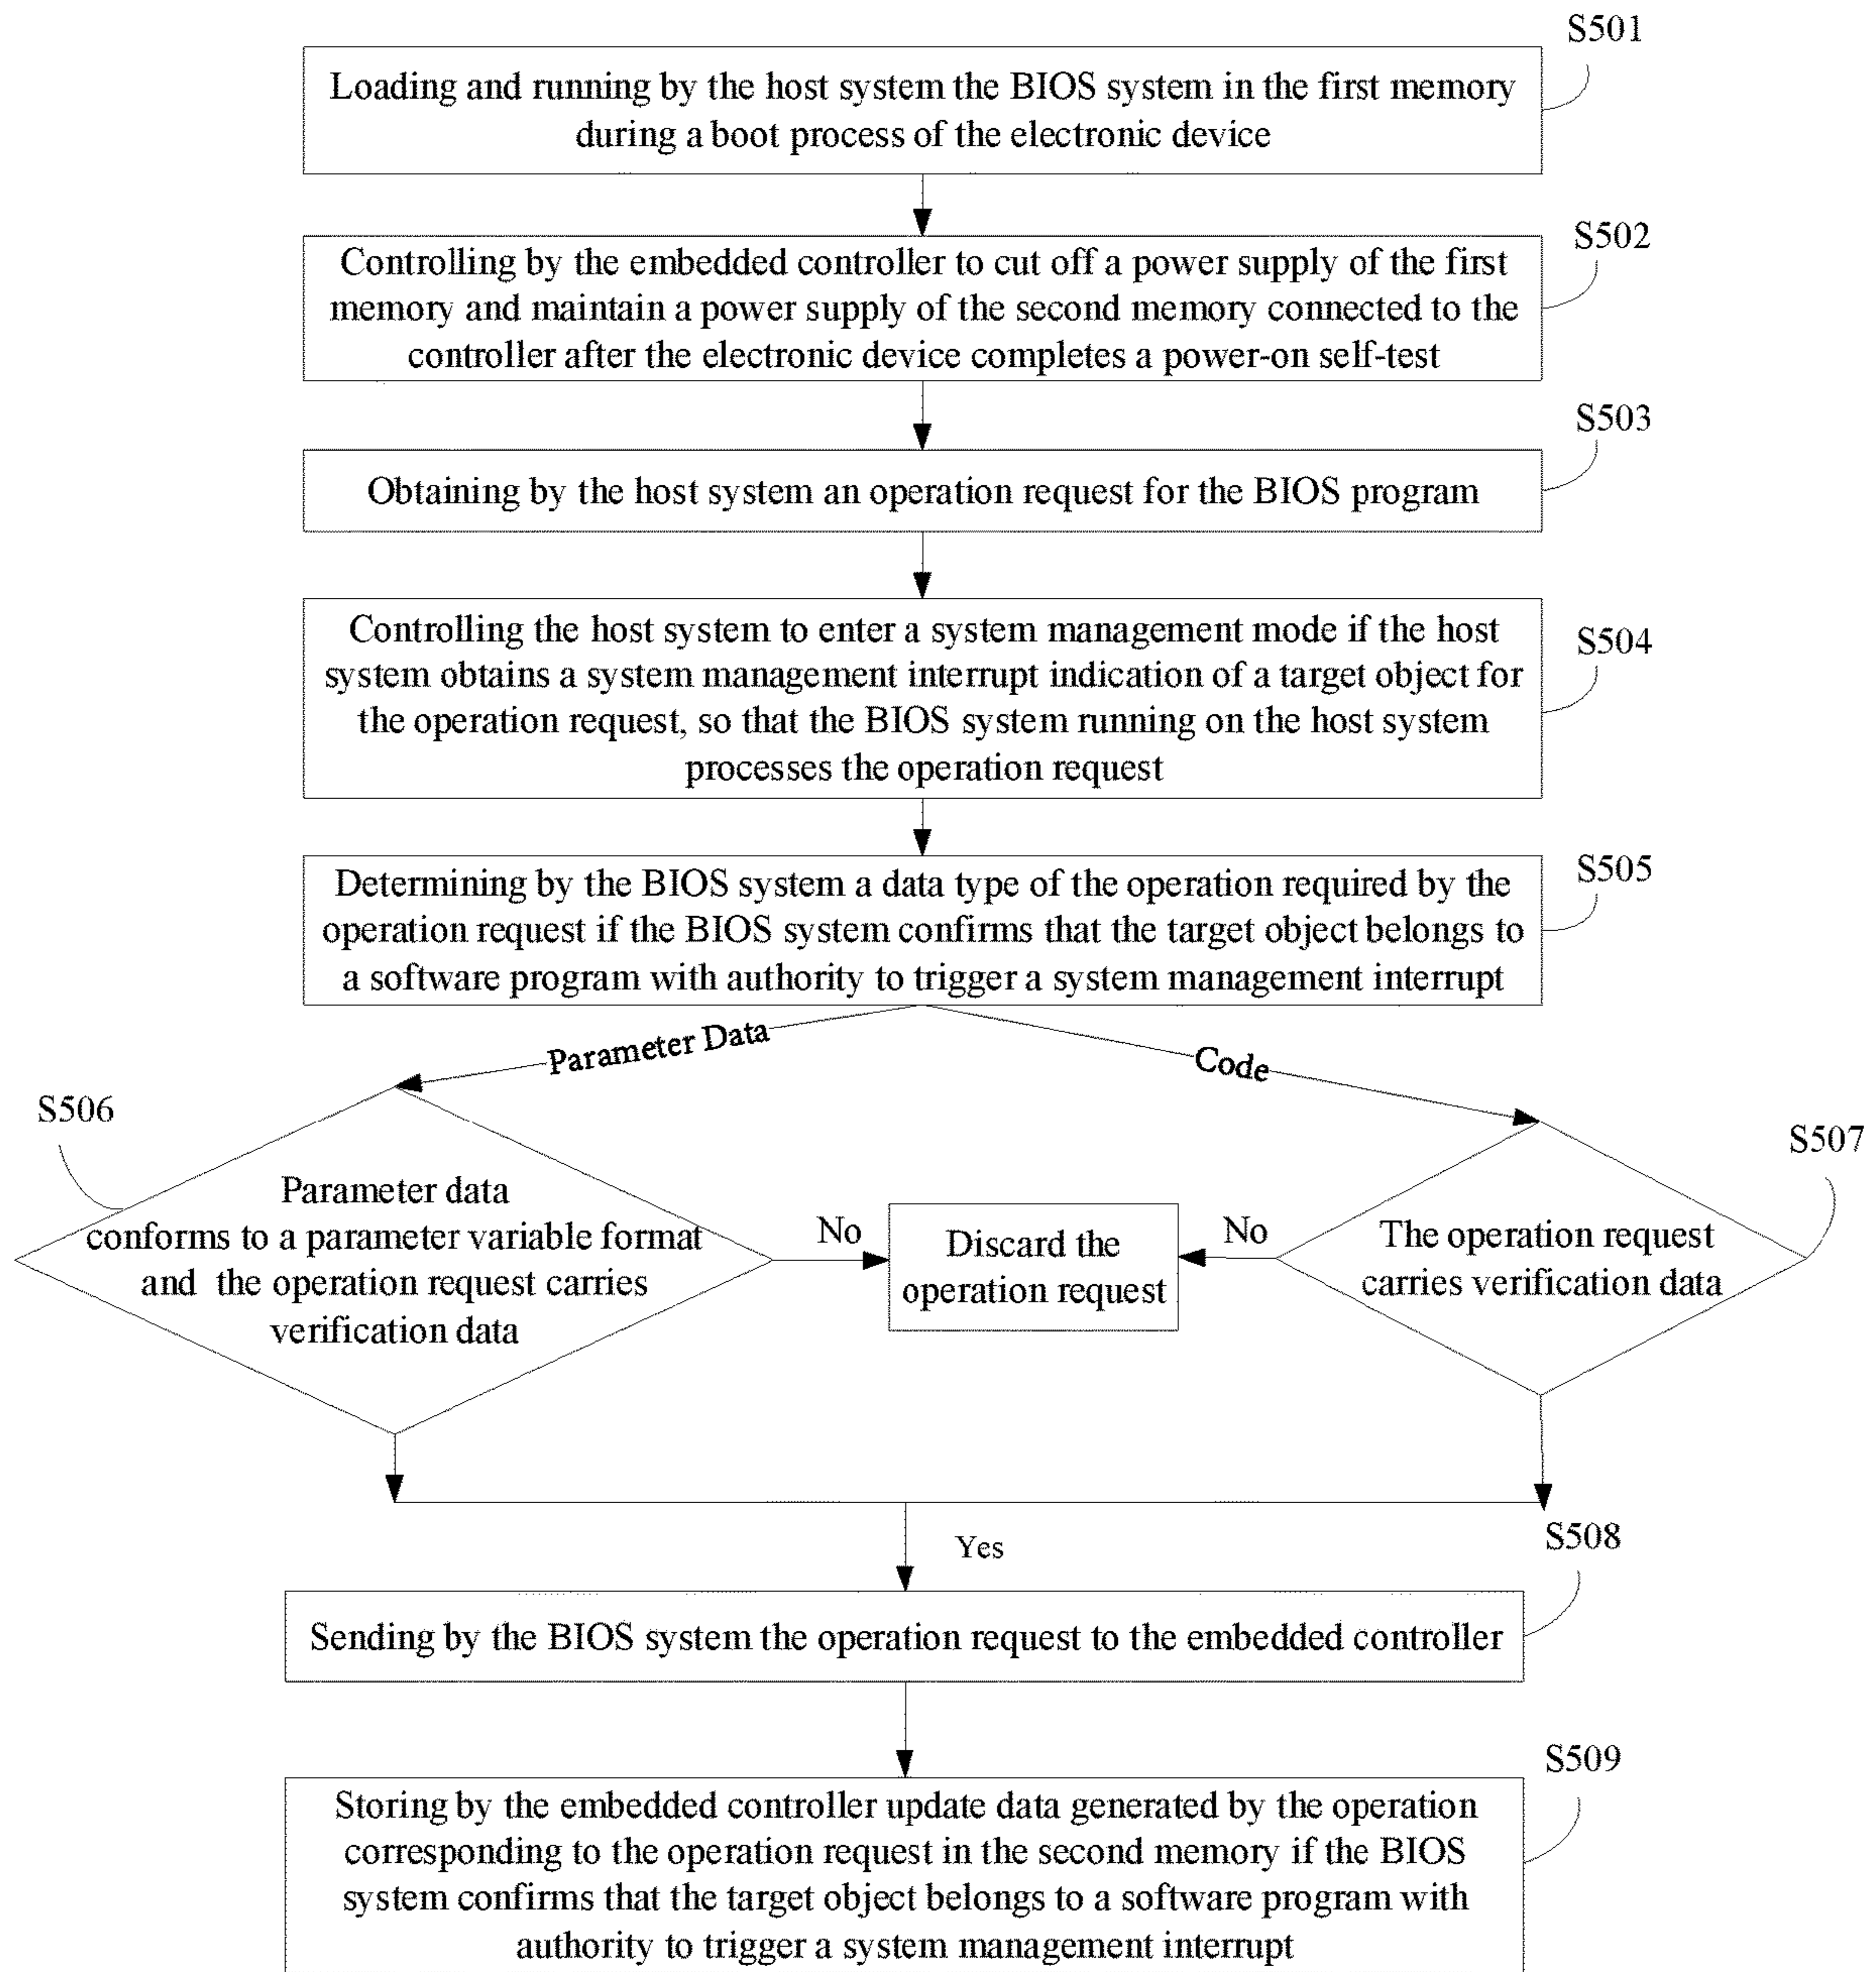 S501
Loading and running by the host system the BIOS system in the first memory
during a boot process of the electronic device
S502
Controlling by the embedded controller to cut off a power supply of the first
memory and maintain a power supply of the second memory connected to the
controller after the electronic device completes a power-on self-test
S503
Obtaining by the host system an operation request for the BIOS program
S504
Controlling the host system to enter a system management mode if the host
system obtains a system management interrupt indication of a target object for
the operation request, so that the BIOS system running on the host system
processes the operation request
S505
Determining by the BIOS system a data type of the operation required by the
operation request if the BIOS system confirms that the target object belongs to
a software program with authority to trigger a system management interrupt
Parameter Data
Code
S506
Parameter data
conforms to a parameter variable format
and the operation request carries
verification data
No
Discard the
operation request
No
S507
The operation request
carries verification data
Yes
S508
Sending by the BIOS system the operation request to the embedded controller
S509
Storing by the embedded controller update data generated by the operation
corresponding to the operation request in the second memory if the BIOS
system confirms that the target object belongs to a software program with
authority to trigger a system management interrupt